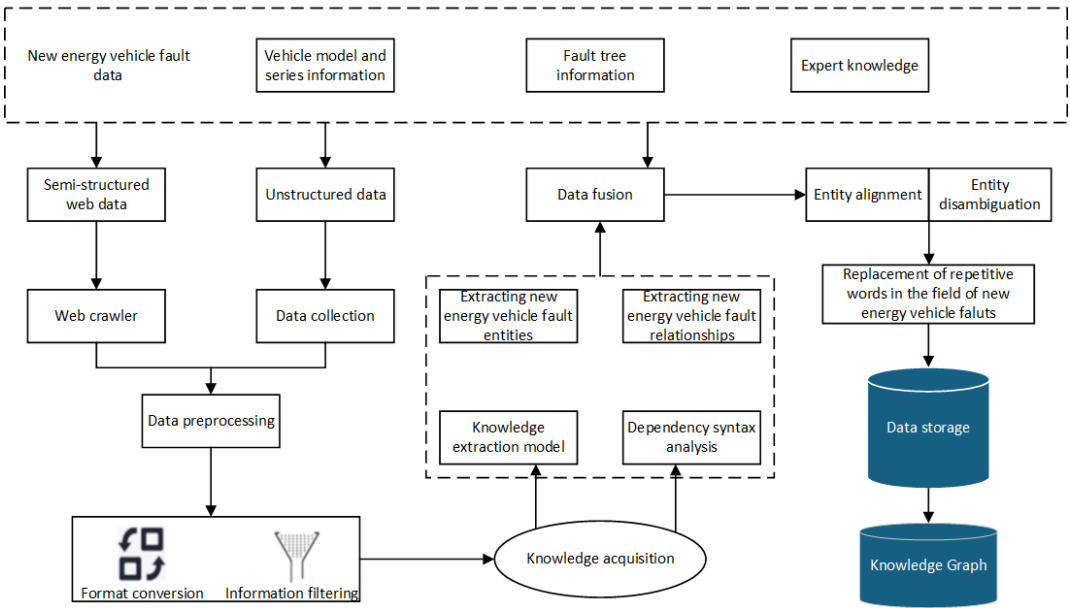 New energy vehicle fault
data
Vehicle model and
series information
Fault tree
information
Expert knowledge
Semi-structured
web data
Unstructured data
Data fusion
Entity alignment
Entity
disambiguation
Web crawler
Data collection
Extracting new
energy vehicle fault
entities
Extracting new
energy vehicle fault
relationships
Replacement of repetitive
words in the field of new
energy vehicle faluts
Data preprocessing
Knowledge
extraction model
Dependency syntax
analysis
Data storage
Format conversion
Information filtering
Knowledge acquisition
Knowledge Graph